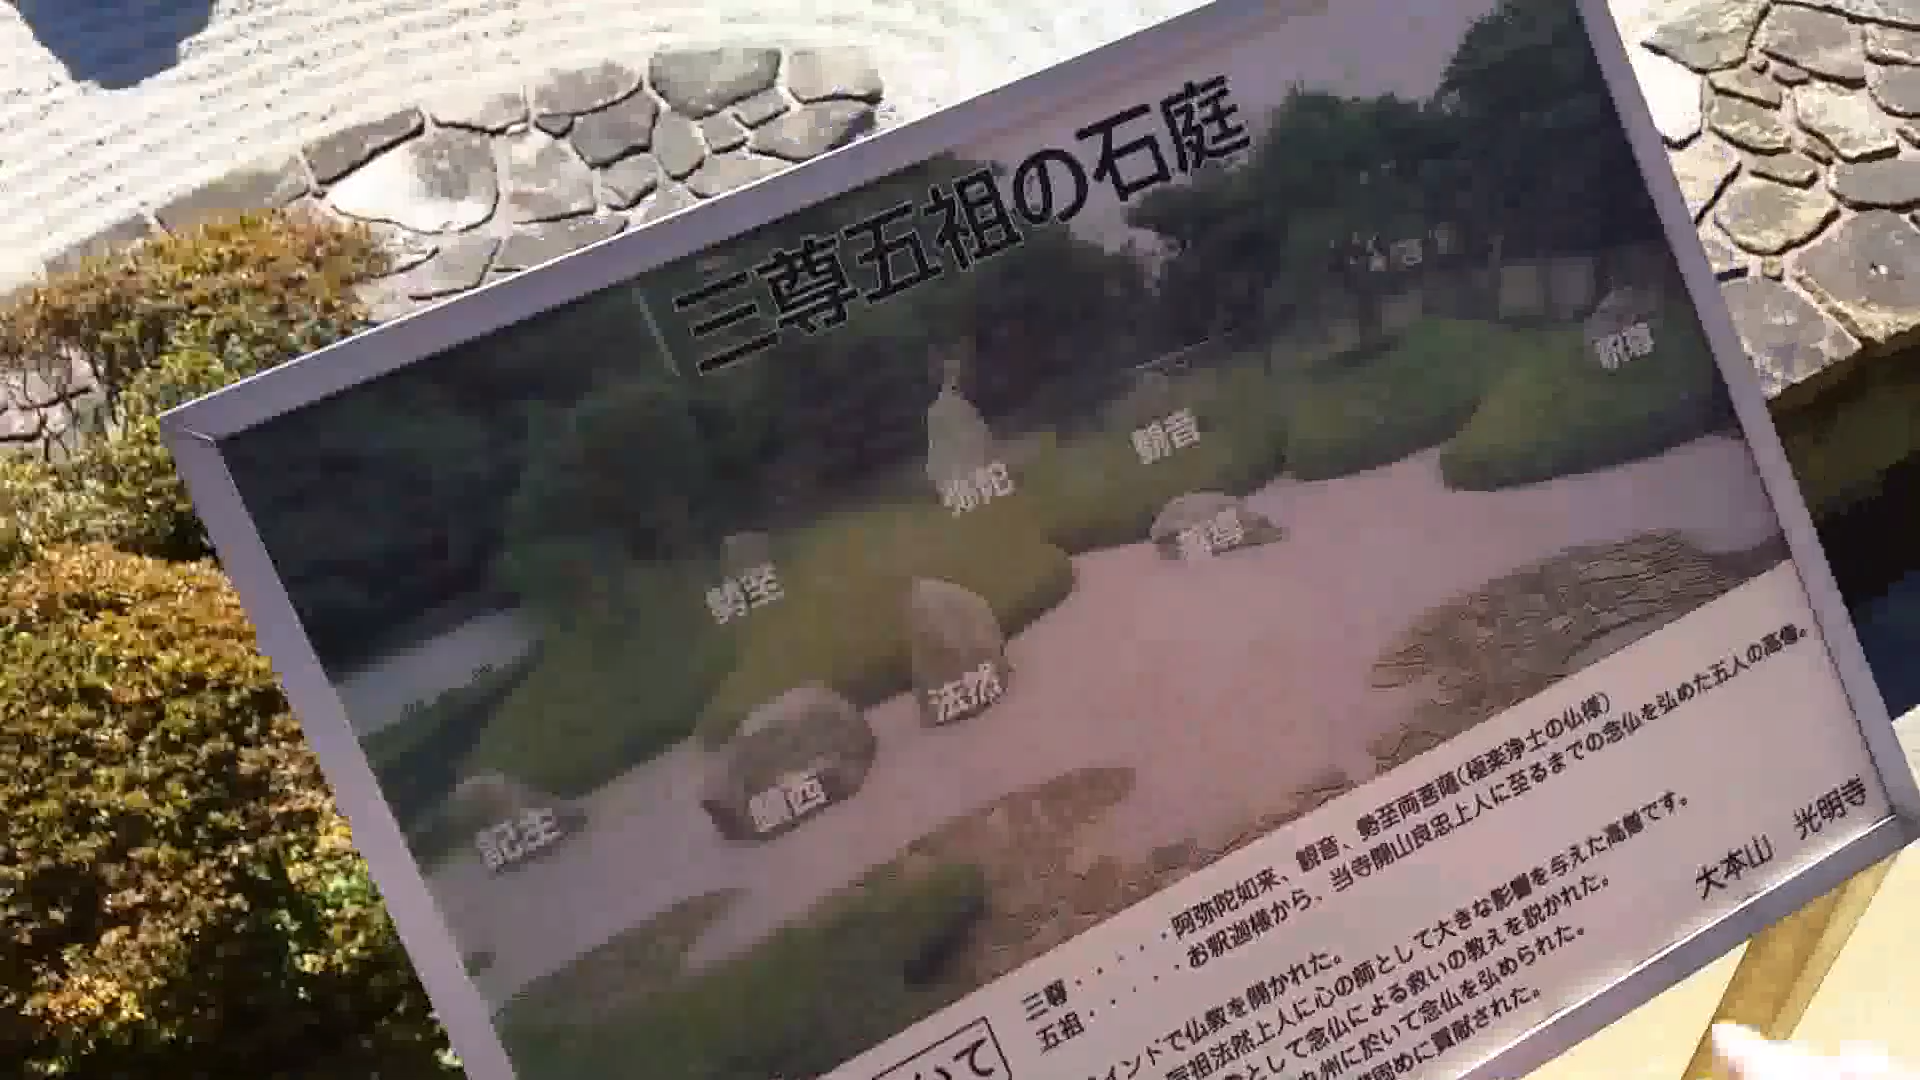 三尊五祖の石庭
釈尊
観音
弥陀
善導
勢至
法然
鎮西
記主
三尊・・・・・阿弥陀如来、観音、勢至両菩薩(極楽浄土の仏様)
五祖・・・・・お釈迦様から、当寺開山良忠上人に至るまでの念仏を弘めた五人の高僧。
いて
インドで仏教を開かれた。
宗祖法然上人に心の師として大きな影響を与えた高僧です。
として念仏による救いの教えを説かれた。
九州に於いて念仏を弘められた。
固めに貢献された。
大本山 光明寺